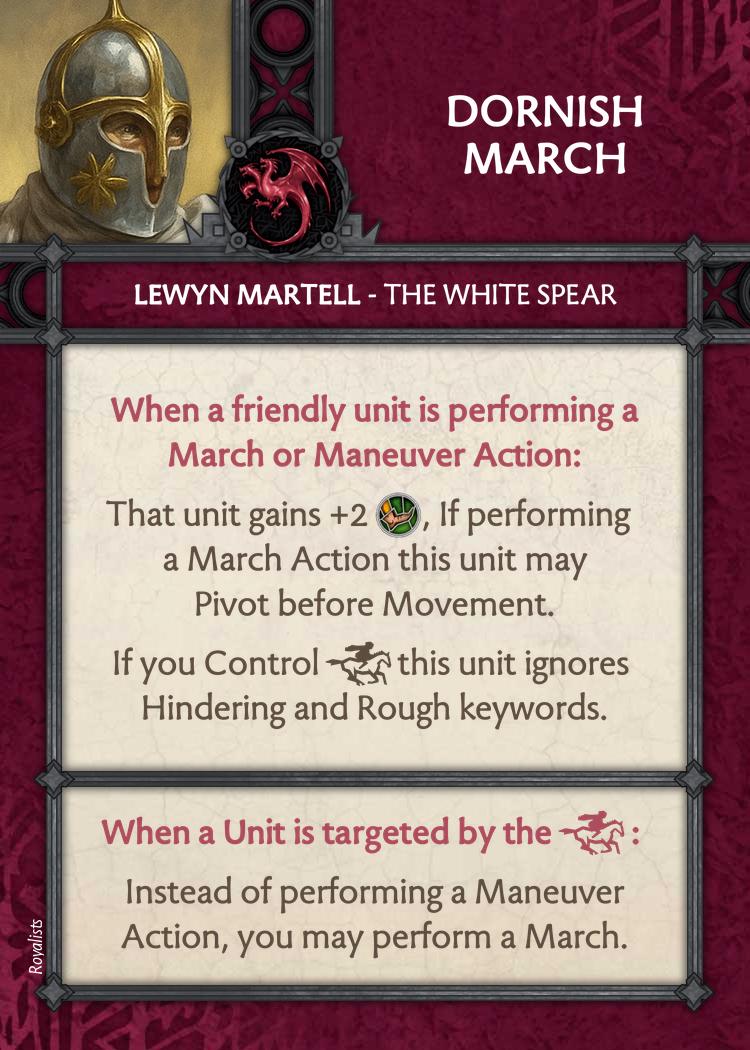 DORNISH
MARCH
LEWYN MARTELL - THE WHITE SPEAR
When a friendly unit is performing a
March or Maneuver Action:
That unit gains +2 , If performing
a March Action this unit may
Pivot before Movement.
If you Control this unit ignores
Hindering and Rough keywords.
When a Unit is targeted by the :
Instead of performing a Maneuver
Action, you may perform a March.
Royalists